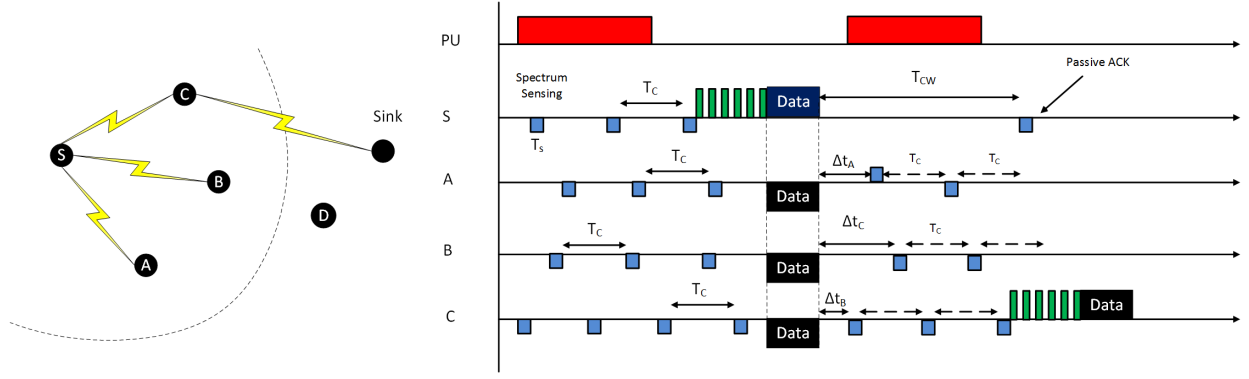 C
Sink
S
B
D
A
PU
Spectrum
Sensing
T_C
T_CW
Passive ACK
S
Data
T_s
A
T_C
Δt_A
T_C
T_C
Data
B
T_C
Δt_C
T_C
Data
C
T_C
Δt_B
Data
Data